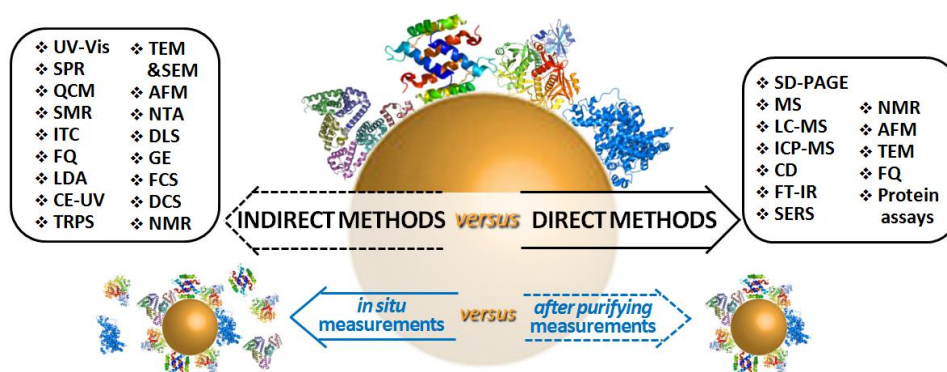 ❖ UV-Vis
❖ SPR
❖ QCM
❖ SMR
❖ ITC
❖ FQ
❖ LDA
❖ CE-UV
❖ TRPS
❖ TEM
&SEM
❖ AFM
❖ NTA
❖ DLS
❖ GE
❖ FCS
❖ DCS
❖ NMR
INDIRECT METHODS versus DIRECT METHODS
❖ SD-PAGE
❖ MS
❖ LC-MS
❖ ICP-MS
❖ CD
❖ FT-IR
❖ SERS
❖ NMR
❖ AFM
❖ TEM
❖ FQ
❖ Protein
assays
in situ
measurements
versus
after purifying
measurements